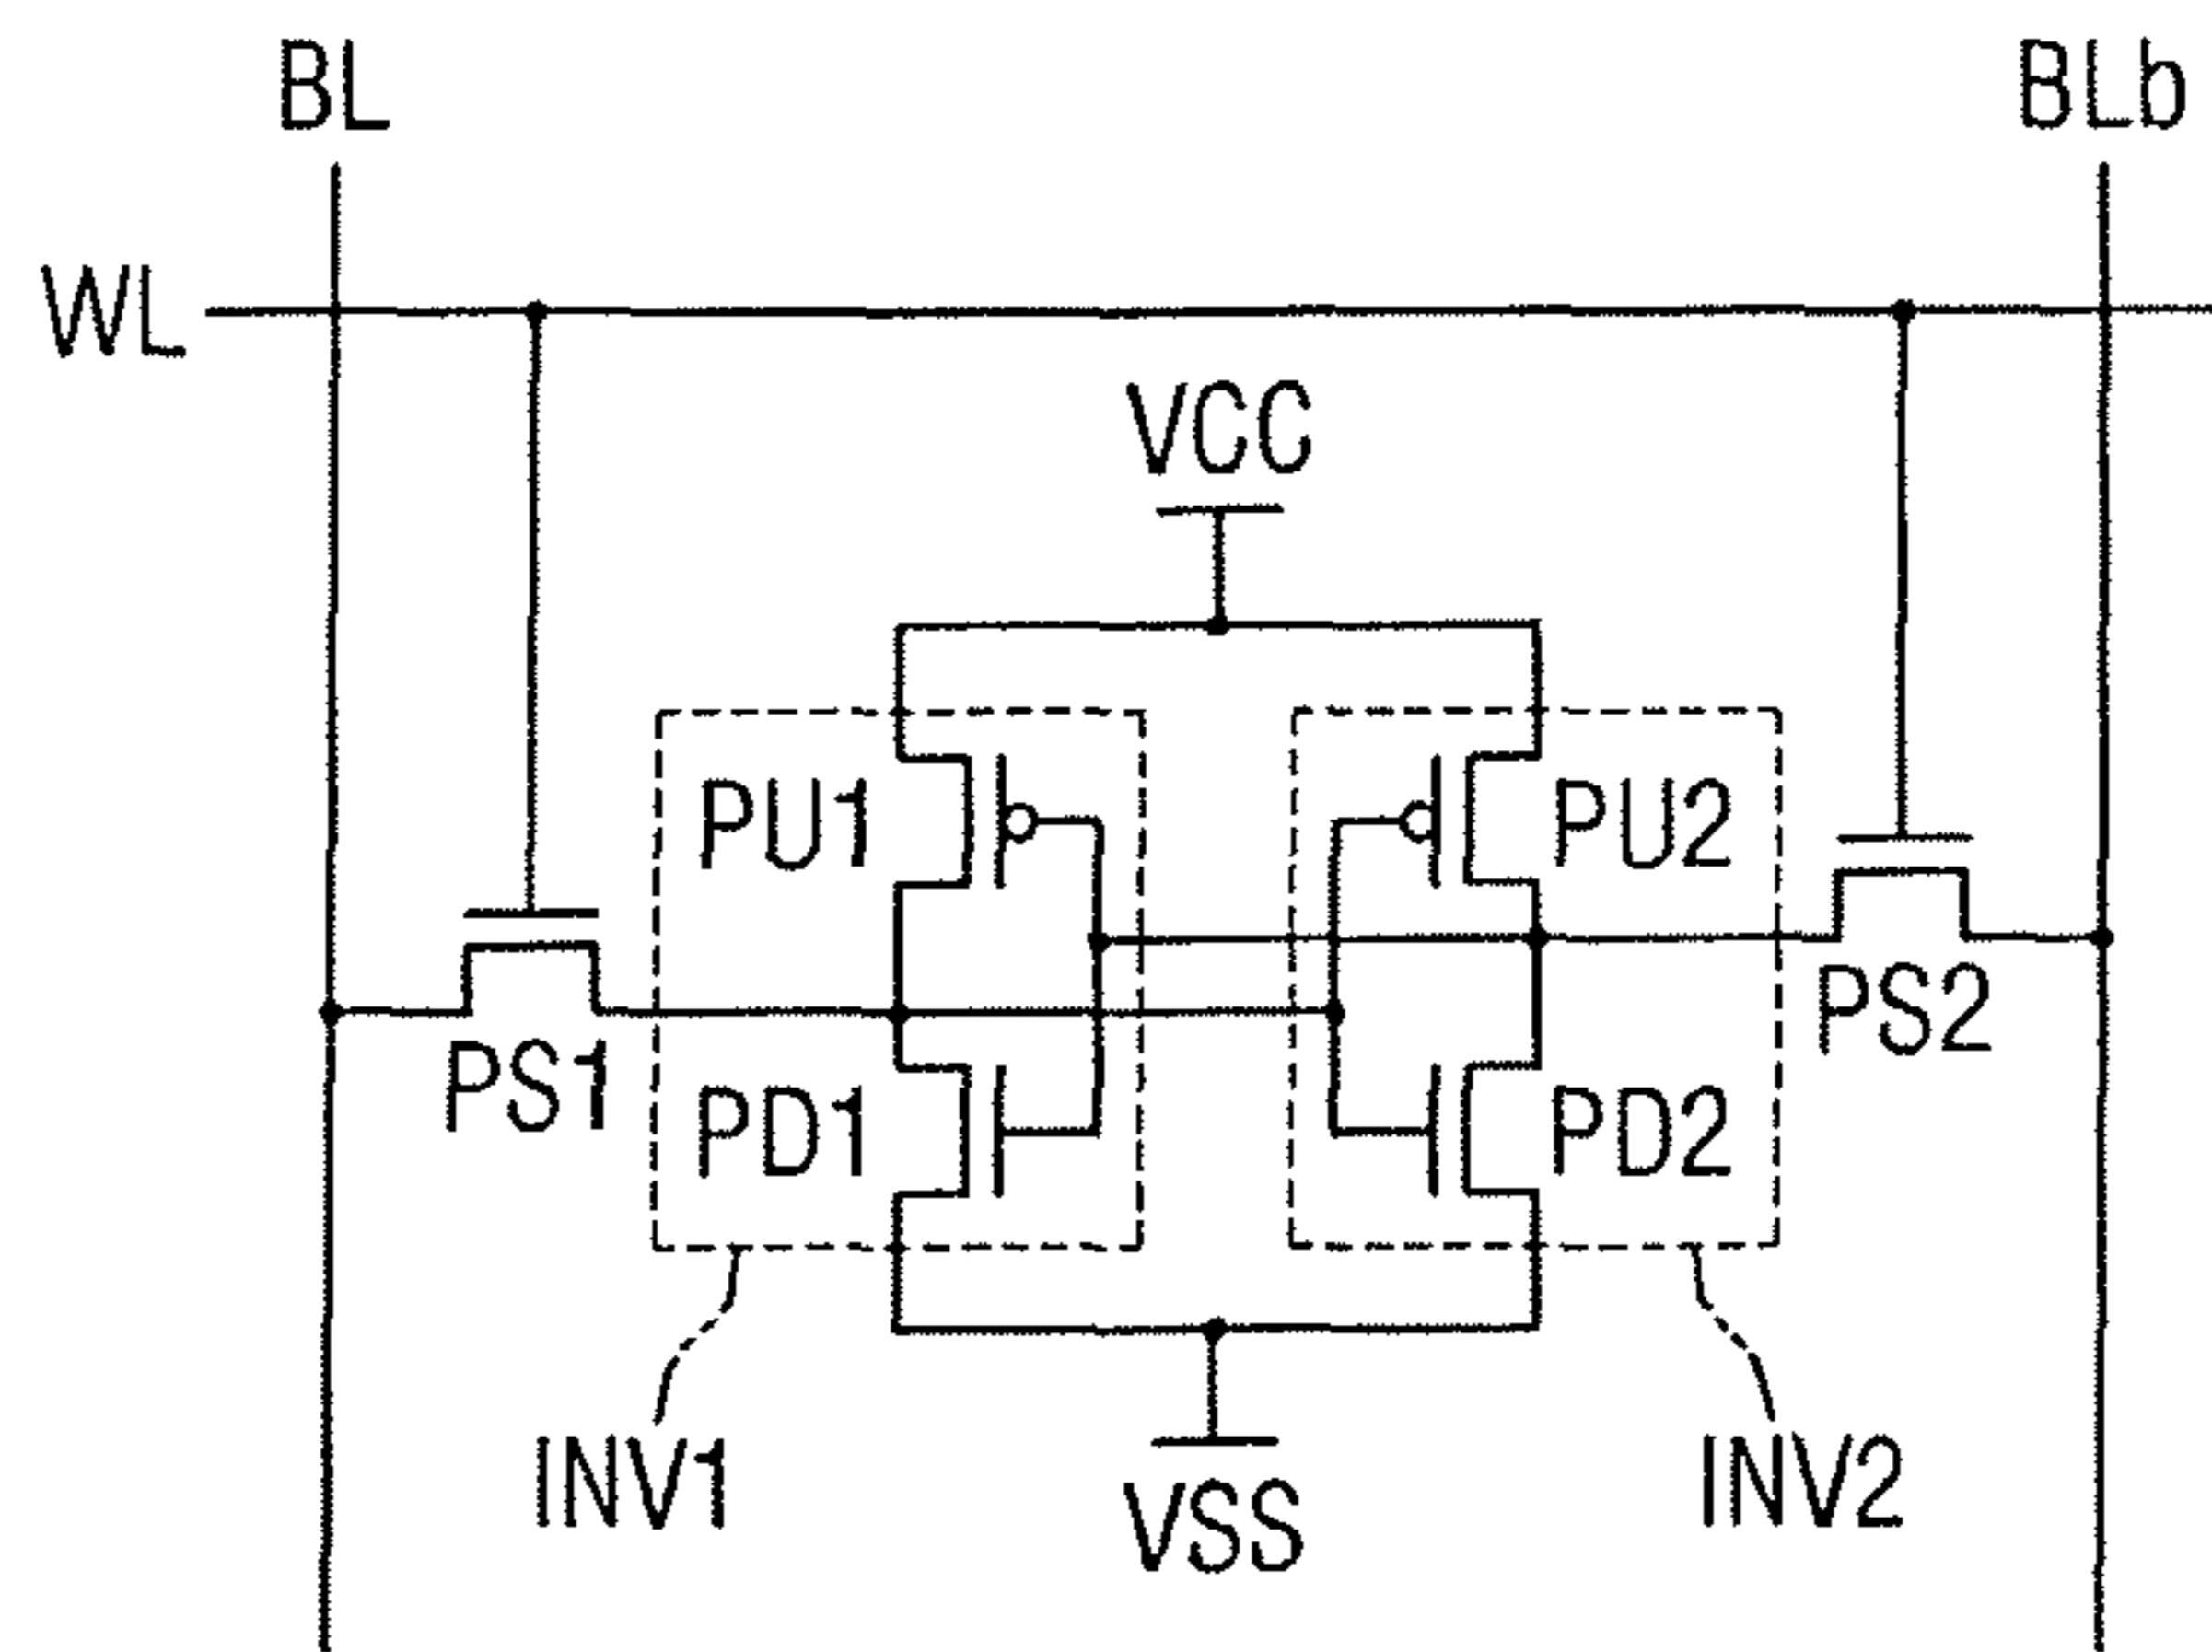 BL
BLb
WL
VCC
PU1
PU2
PS1
PS2
PD1
PD2
INV1
INV2
VSS